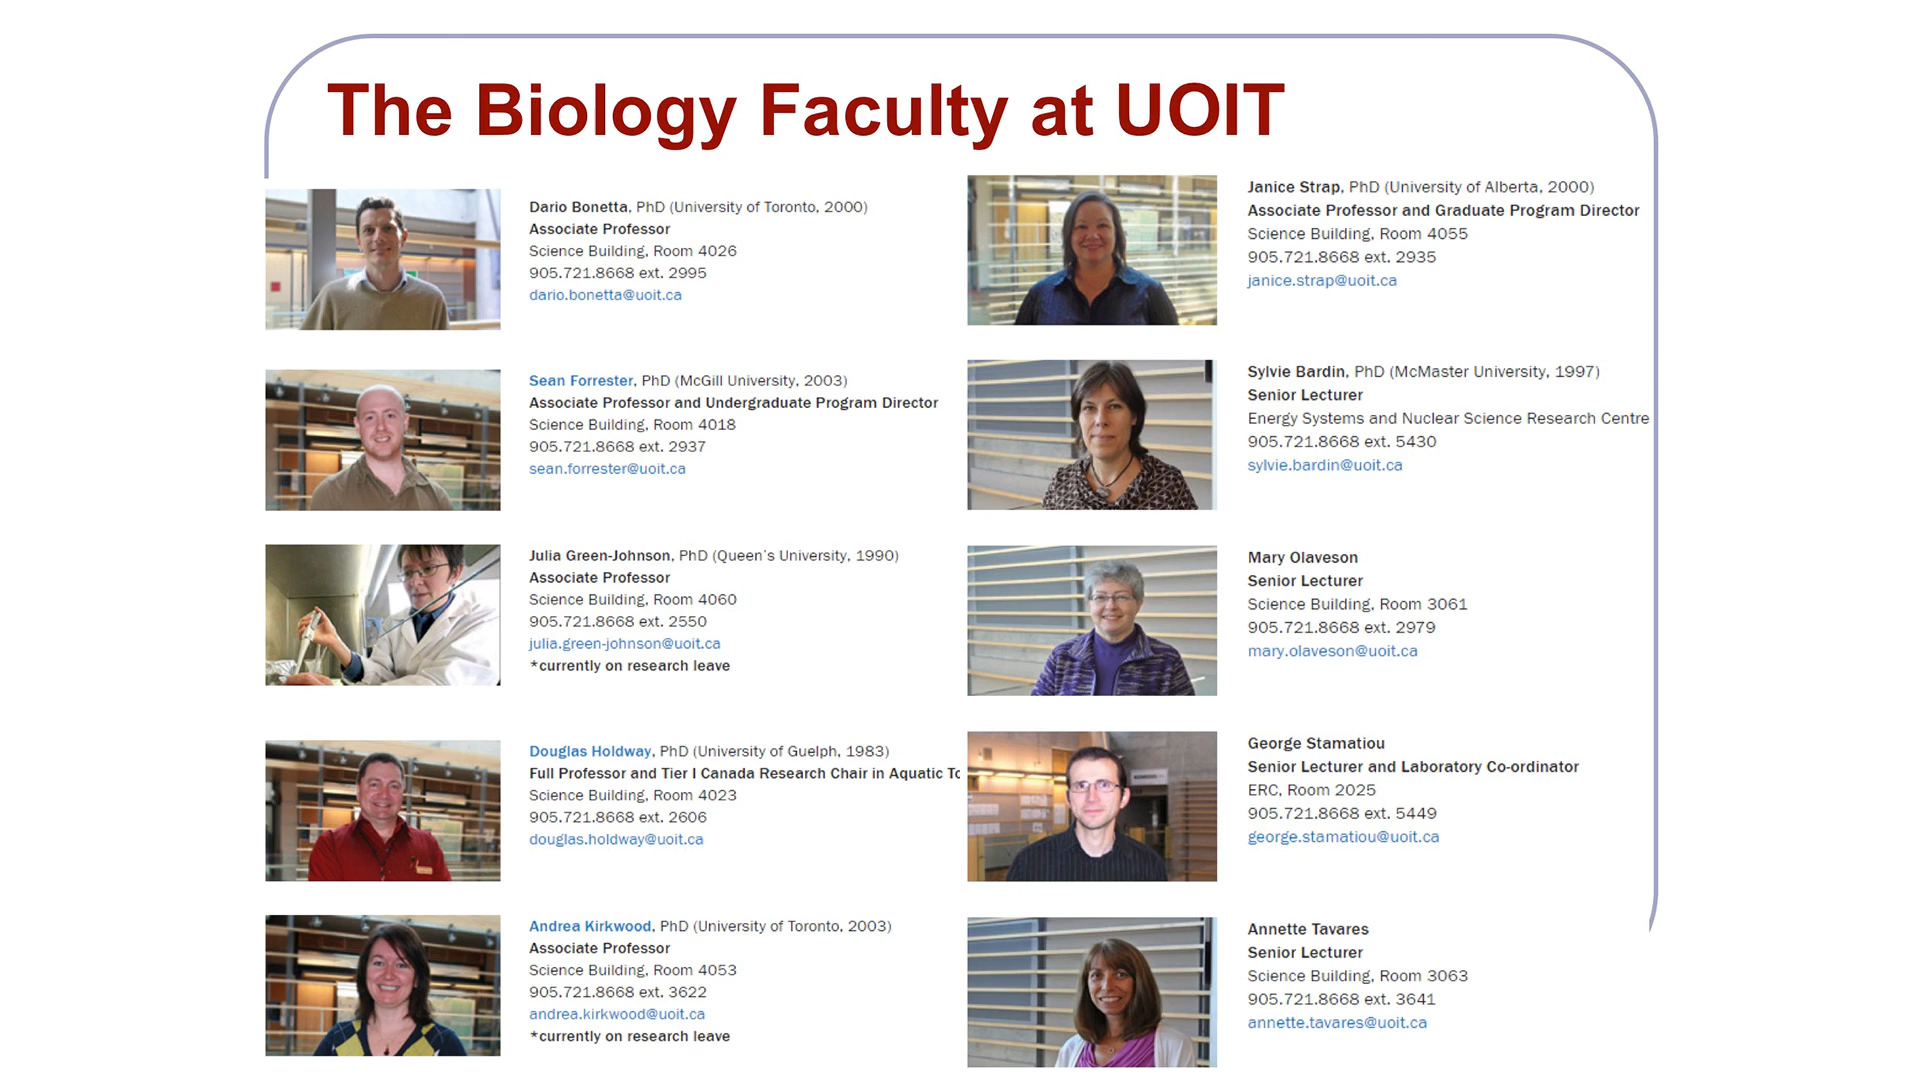 The Biology Faculty at UOIT
Dario Bonetta, PhD (University of Toronto, 2000)
Associate Professor
Science Building, Room 4026
905.721.8668 ext. 2995
dario.bonetta@uoit.ca
Sean Forrester, PhD (McGill University, 2003)
Associate Professor and Undergraduate Program Director
Science Building, Room 4018
905.721.8668 ext. 2937
sean.forrester@uoit.ca
Julia Green-Johnson, PhD (Queen's University, 1990)
Associate Professor
Science Building, Room 4060
905.721.8668 ext. 2550
julia.green-johnson@uoit.ca
*currently on research leave
Douglas Holdway, PhD (University of Guelph, 1983)
Full Professor and Tier I Canada Research Chair in Aquatic To
Science Building, Room 4023
905.721.8668 ext. 2606
douglas.holdway@uoit.ca
Andrea Kirkwood, PhD (University of Toronto, 2003)
Associate Professor
Science Building, Room 4053
905.721.8668 ext. 3622
andrea.kirkwood@uoit.ca
*currently on research leave
Janice Strap, PhD (University of Alberta, 2000)
Associate Professor and Graduate Program Director
Science Building, Room 4055
905.721.8668 ext. 2935
janice.strap@uoit.ca
Sylvie Bardin, PhD (McMaster University, 1997)
Senior Lecturer
Energy Systems and Nuclear Science Research Centre
905.721.8668 ext. 5430
sylvie.bardin@uoit.ca
Mary Olaveson
Senior Lecturer
Science Building, Room 3061
905.721.8668 ext. 2979
mary.olaveson@uoit.ca
George Stamatiou
Senior Lecturer and Laboratory Co-ordinator
ERC, Room 2025
905.721.8668 ext. 5449
george.stamatiou@uoit.ca
Annette Tavares
Senior Lecturer
Science Building, Room 3063
905.721.8668 ext. 3641
annette.tavares@uoit.ca